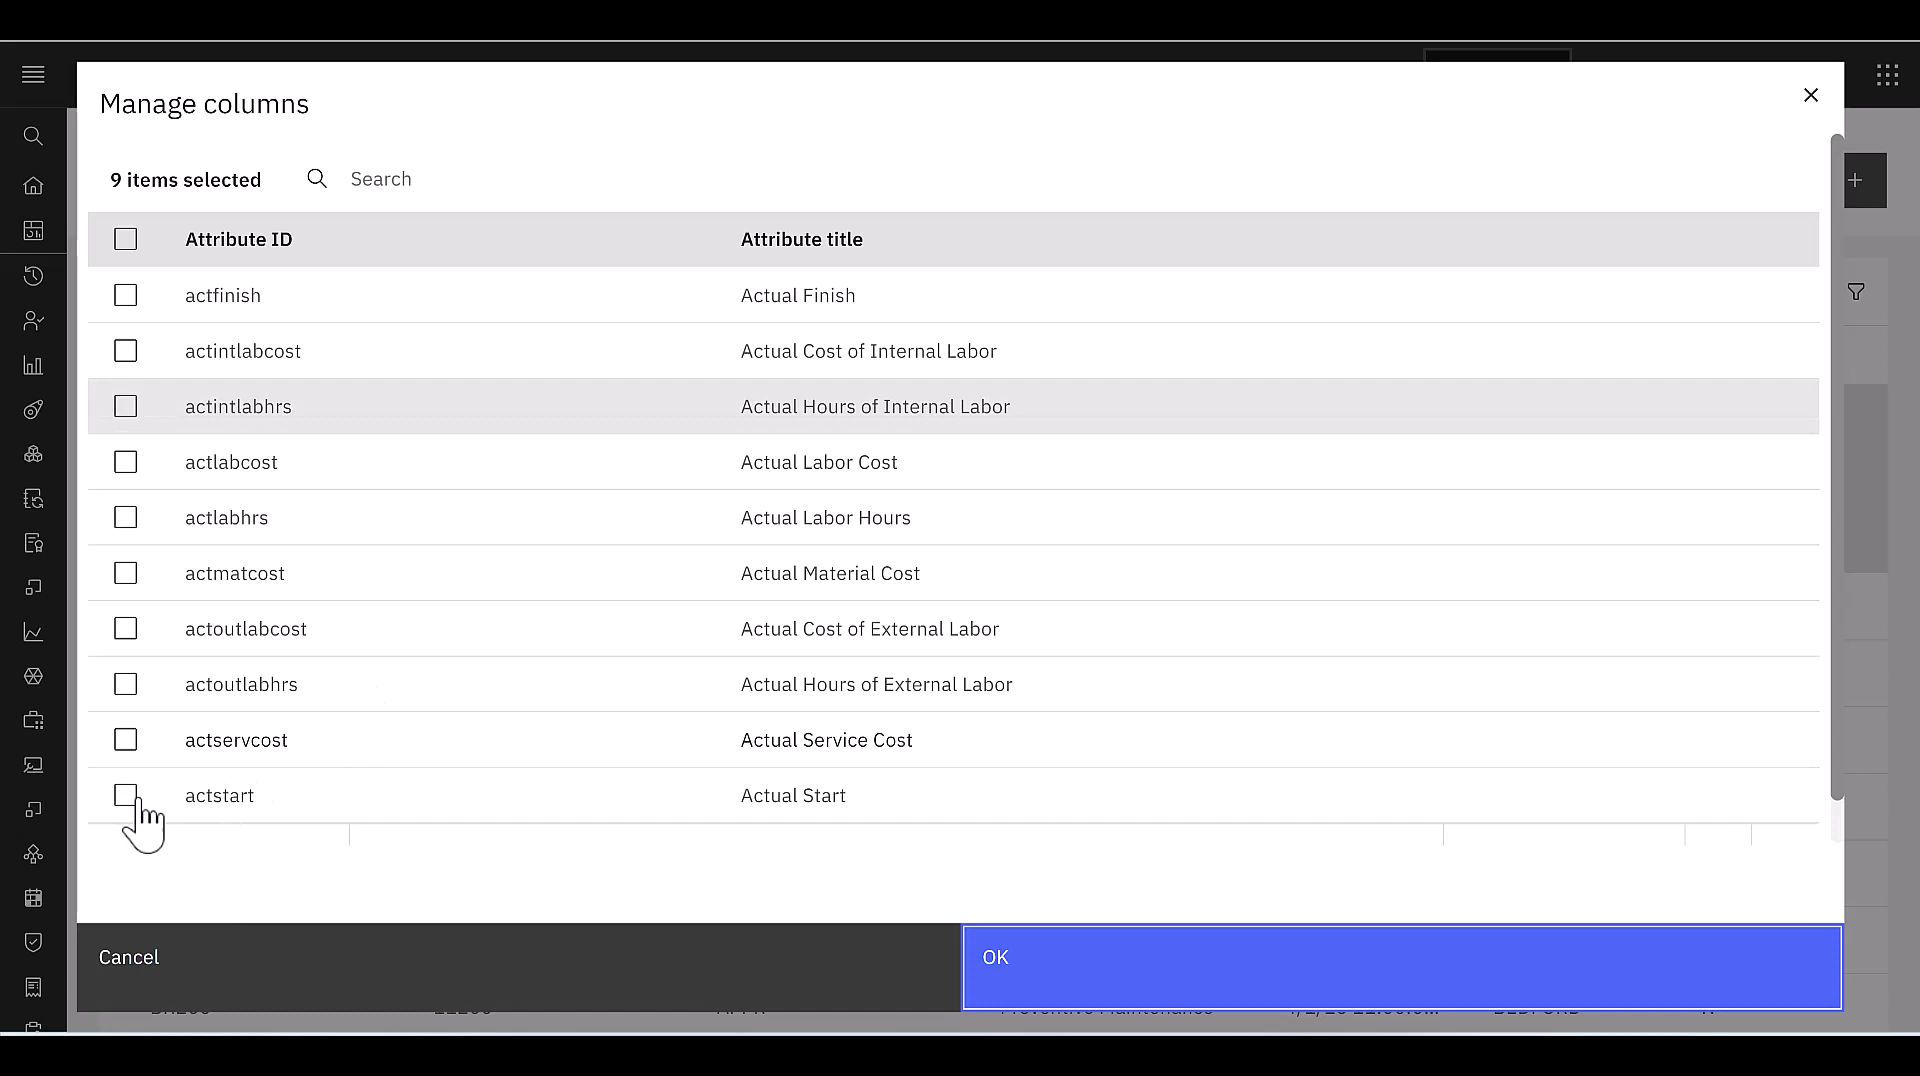 Manage columns
9 items selected
Search
Attribute ID Attribute title
actfinish Actual Finish
actintlabcost Actual Cost of Internal Labor
actintlabhrs Actual Hours of Internal Labor
actlabcost Actual Labor Cost
actlabhrs Actual Labor Hours
actmatcost Actual Material Cost
actoutlabcost Actual Cost of External Labor
actoutlabhrs Actual Hours of External Labor
actservcost Actual Service Cost
actstart Actual Start
Cancel
OK